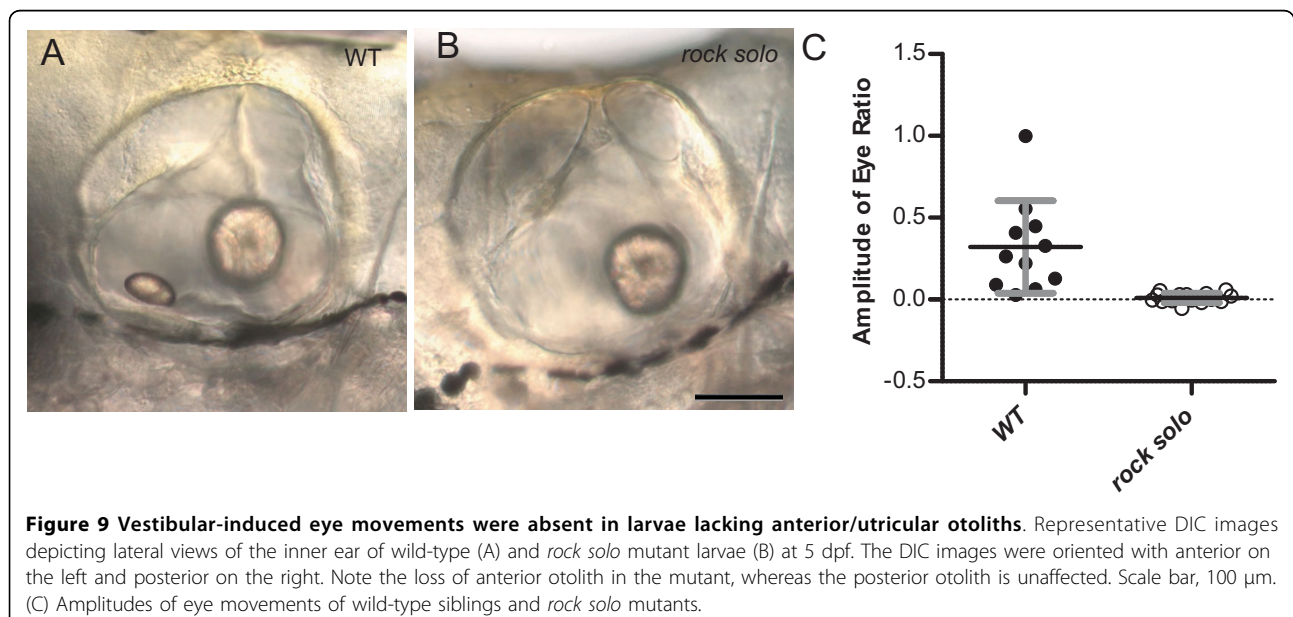 A
WT
B
rock solo
C
1.5
1.0
0.5
0.0
-0.5
Amplitude of Eye Ratio
WT
rock solo
Figure 9 Vestibular-induced eye movements were absent in larvae lacking anterior/utricular otoliths. Representative DIC images
depicting lateral views of the inner ear of wild-type (A) and rock solo mutant larvae (B) at 5 dpf. The DIC images were oriented with anterior on
the left and posterior on the right. Note the loss of anterior otolith in the mutant, whereas the posterior otolith is unaffected. Scale bar, 100 μm.
(C) Amplitudes of eye movements of wild-type siblings and rock solo mutants.